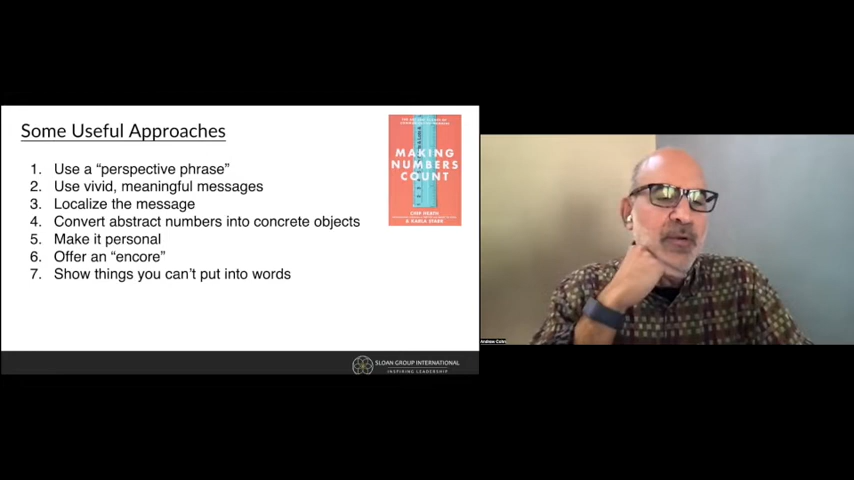 Some Useful Approaches
1. Use a “perspective phrase”
2. Use vivid, meaningful messages
3. Localize the message
4. Convert abstract numbers into concrete objects
5. Make it personal
6. Offer an “encore”
7. Show things you can’t put into words
MAKING
NUMBERS
COUNT
CHIP HEATH
& KARLA STARR
SLOAN GROUP INTERNATIONAL
INSPIRING LEADERSHIP
Andrew Cohn